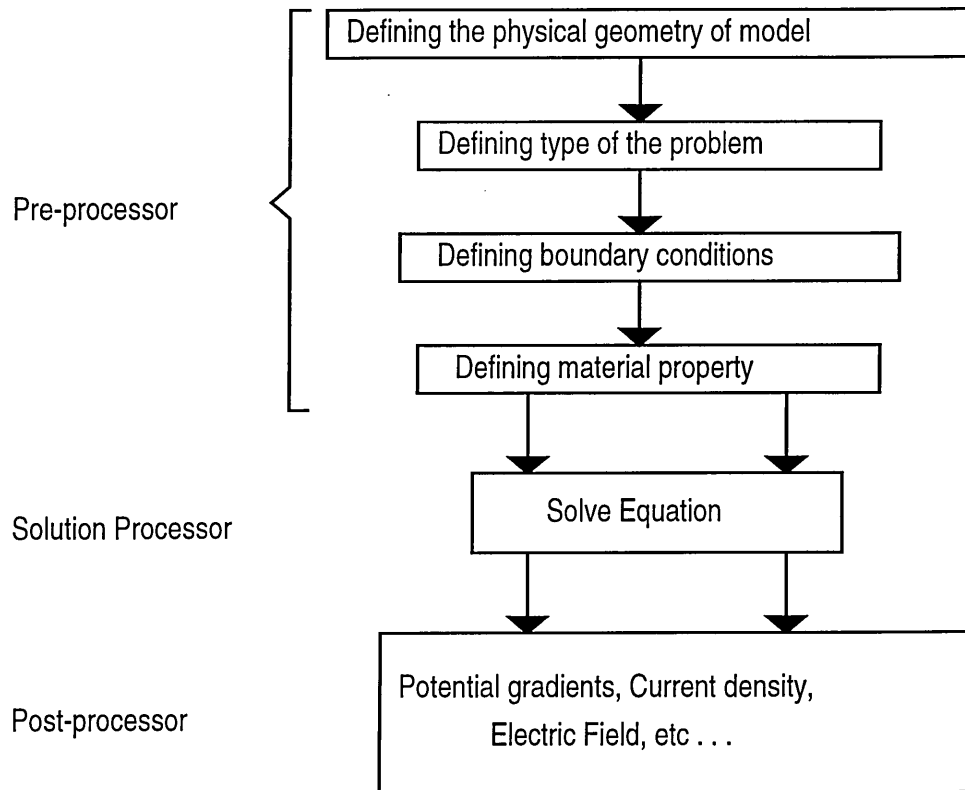 Defining the physical geometry of model
Defining type of the problem
Pre-processor
Defining boundary conditions
Defining material property
Solve Equation
Solution Processor
Potential gradients, Current density,
Electric Field, etc . . .
Post-processor